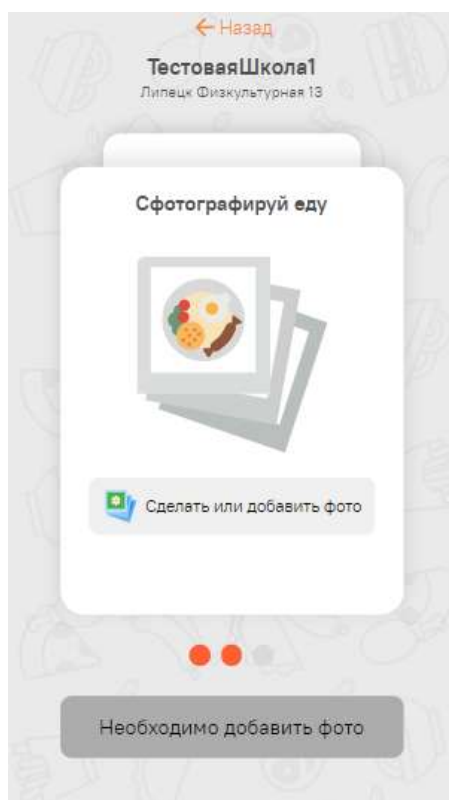 Назад
ТестоваяШкола1
Липецк Физкультурная 13
Сфотографируй еду
Сделать или добавить фото
Необходимо добавить фото